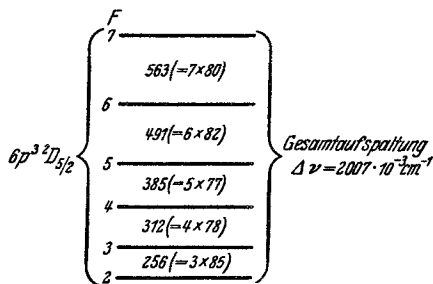 F
7
563(=7×80)
6
491(=6×82)
5
385(=5×77)
4
312(=4×78)
3
256(=3×85)
2
6p³ ²D₅/₂
Gesamtaufspaltung
Δν=2007·10⁻³cm⁻¹